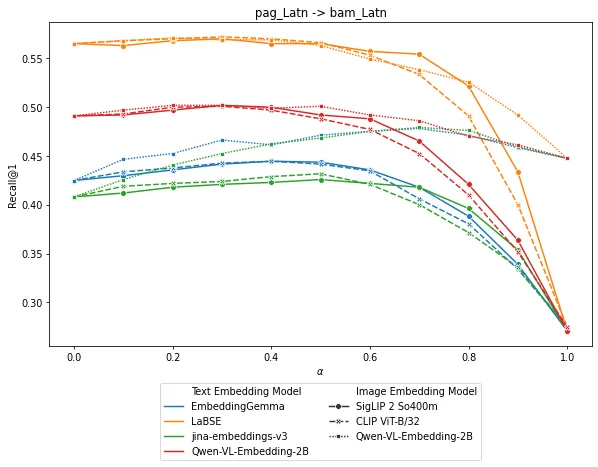 pag_Latn -> bam_Latn
Recall@1
0.55
0.50
0.45
0.40
0.35
0.30
0.0
0.2
0.4
0.6
0.8
1.0
α
Text Embedding Model
EmbeddingGemma
LaBSE
jina-embeddings-v3
Qwen-VL-Embedding-2B
Image Embedding Model
SigLIP 2 So400m
CLIP ViT-B/32
Qwen-VL-Embedding-2B